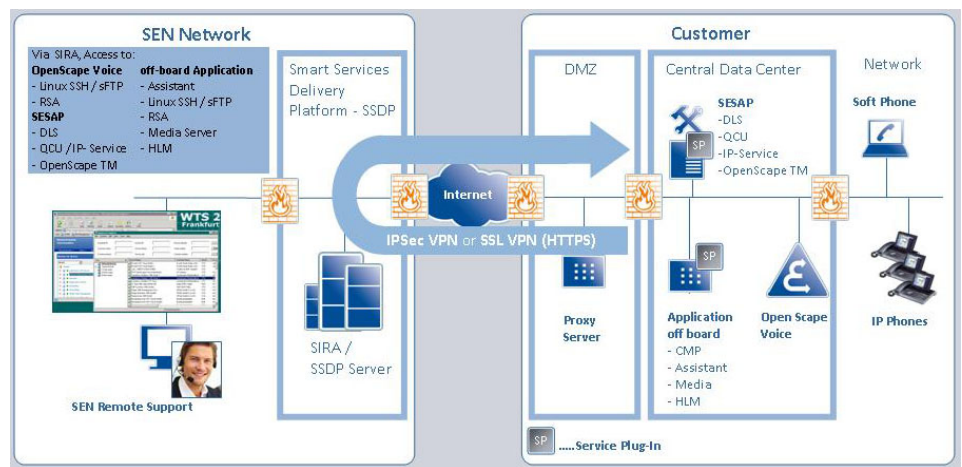 SEN Network
Via SIRA, Access to:
OpenScape Voice
- Linux SSH / sFTP
- RSA
SESAP
- DLS
- QCU / IP- Service
- OpenScape TM
off-board Application
- Assistant
- Linux SSH / sFTP
- RSA
- Media Server
- HLM
Smart Services
Delivery
Platform - SSDP
WTS 2
Frankfurt
SIRA /
SSDP Server
SEN Remote Support
Internet
IPSec VPN or SSL VPN (HTTPS)
Customer
DMZ
Proxy
Server
Central Data Center
SESAP
-DLS
-QCU
-IP-Service
-OpenScape TM
SP
SP
Application
off board
- CMP
- Assistant
- Media
- HLM
Open Scape
Voice
Network
Soft Phone
IP Phones
SP .....Service Plug-In